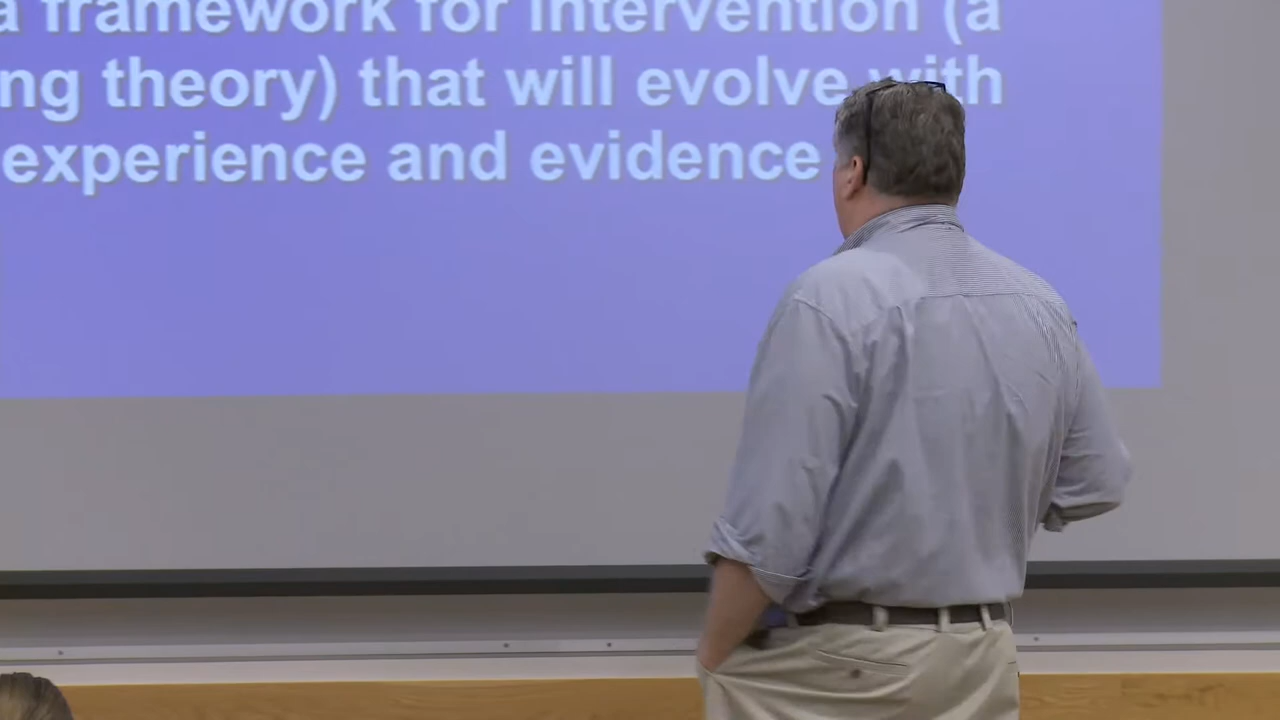 a framework for intervention (a
ng theory) that will evolve with
experience and evidence